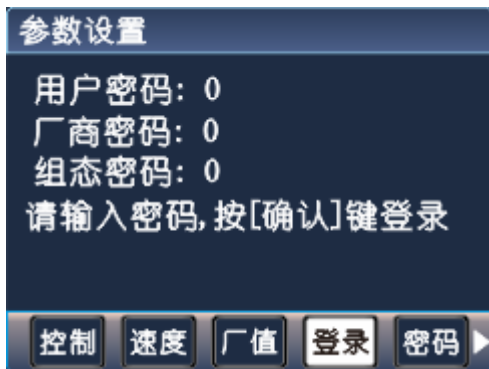 参数设置
用户密码: 0
厂商密码: 0
组态密码: 0
请输入密码,按[确认]键登录
控制 速度 厂值 登录 密码